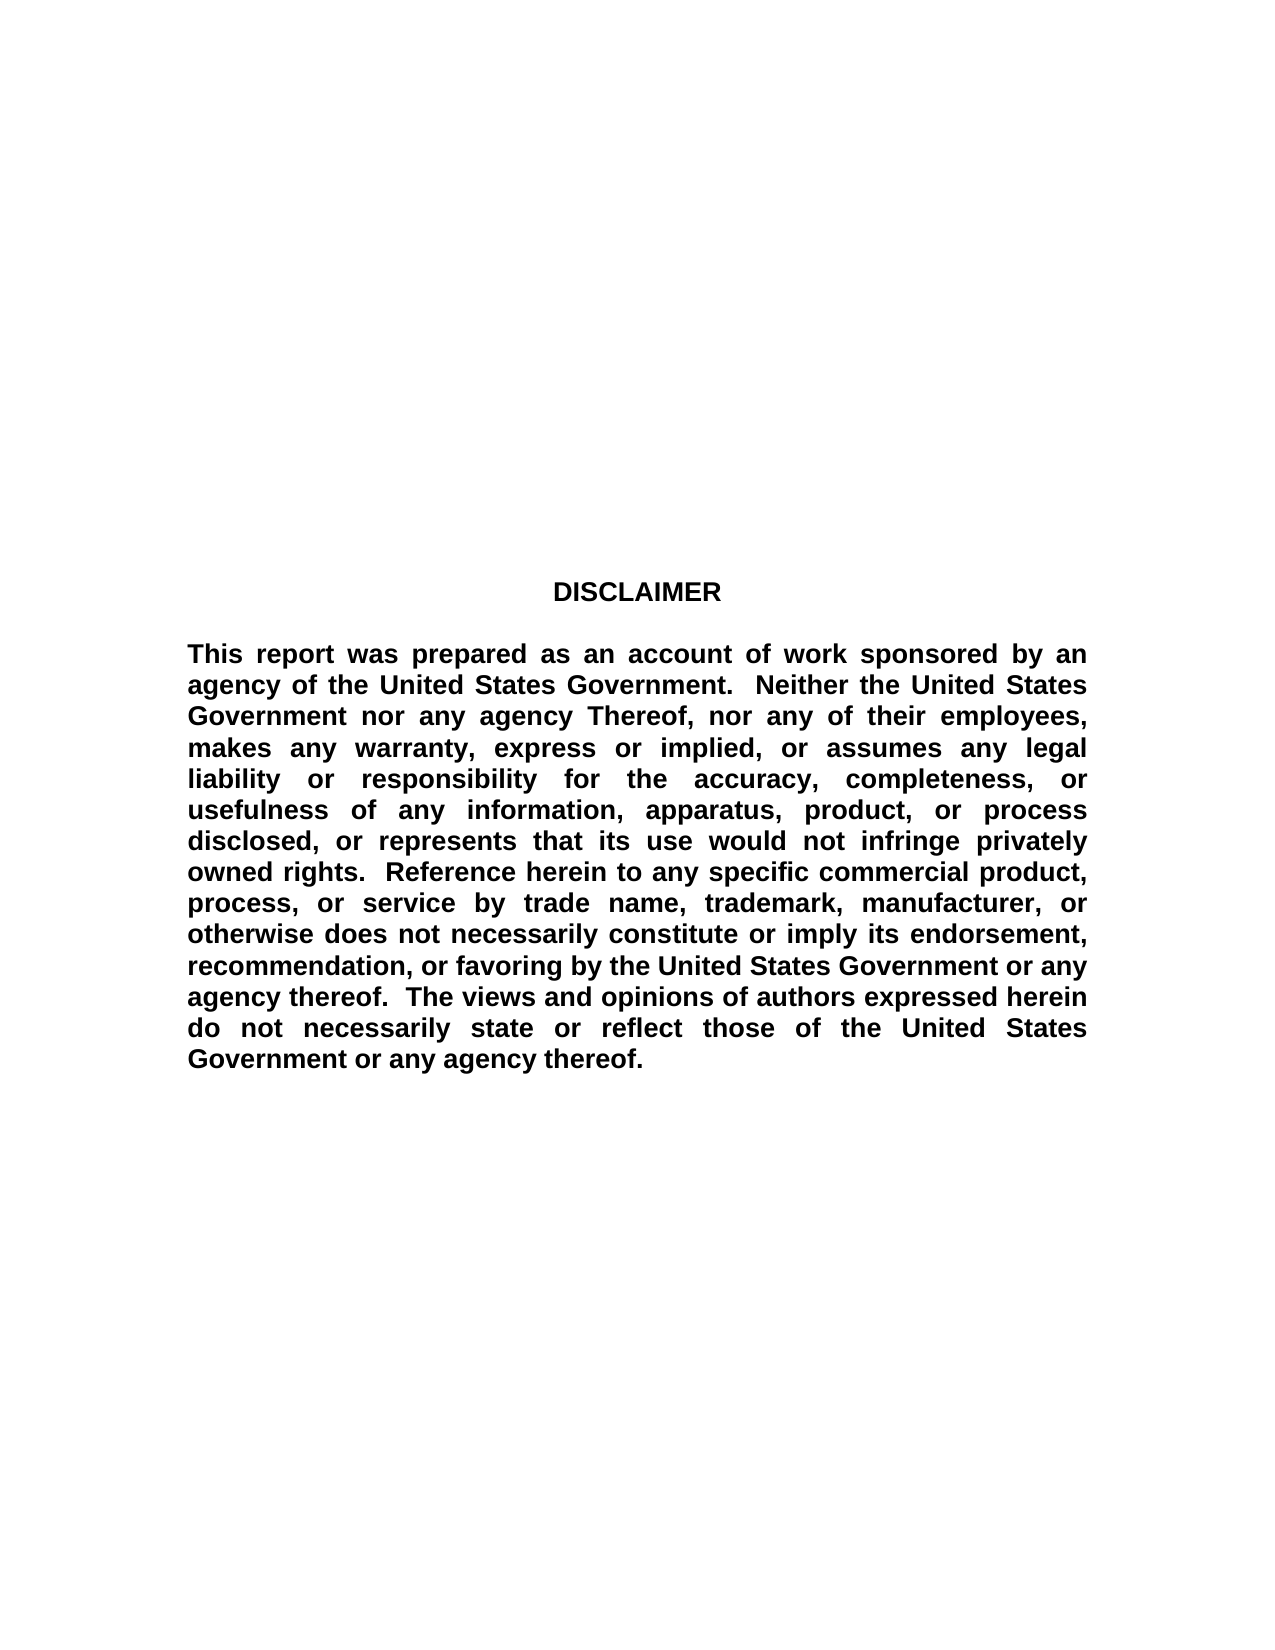 DISCLAIMER
This report was prepared as an account of work sponsored by an
agency of the United States Government. Neither the United States
Government nor any agency Thereof, nor any of their employees,
makes any warranty, express or implied, or assumes any legal
liability or responsibility for the accuracy, completeness, or
usefulness of any information, apparatus, product, or process
disclosed, or represents that its use would not infringe privately
owned rights. Reference herein to any specific commercial product,
process, or service by trade name, trademark, manufacturer, or
otherwise does not necessarily constitute or imply its endorsement,
recommendation, or favoring by the United States Government or any
agency thereof. The views and opinions of authors expressed herein
do not necessarily state or reflect those of the United States
Government or any agency thereof.